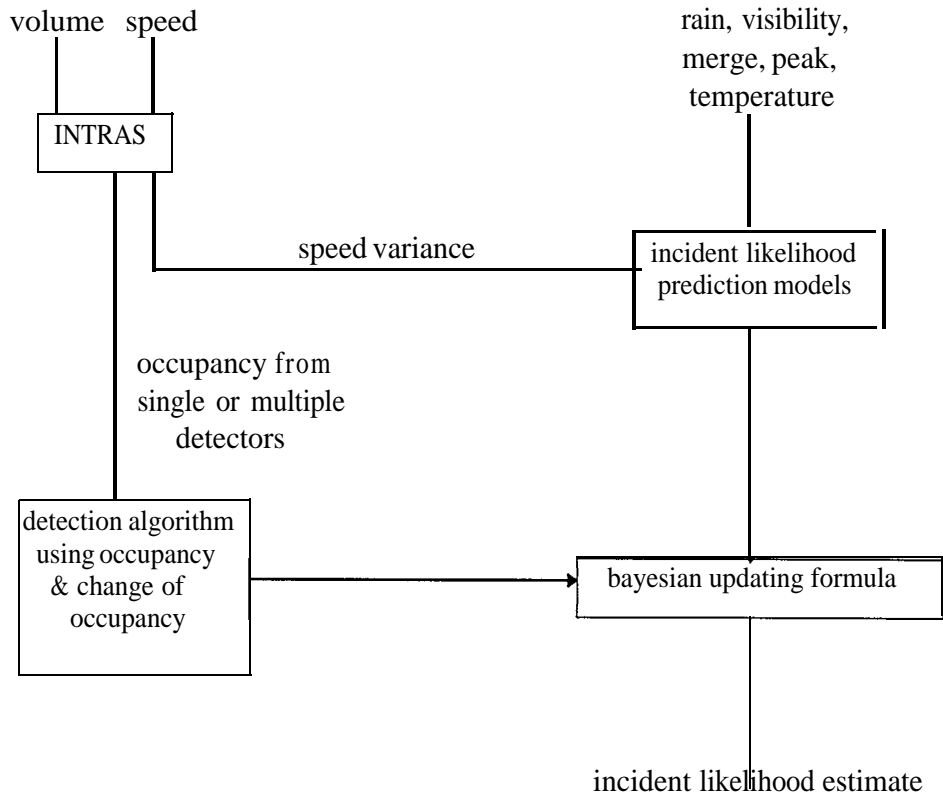 volume speed
rain, visibility,
merge, peak,
temperature
INTRAS
speed variance
incident likelihood
prediction models
occupancy from
single or multiple
detectors
detection algorithm
using occupancy
& change of
occupancy
bayesian updating formula
incident likelihood estimate